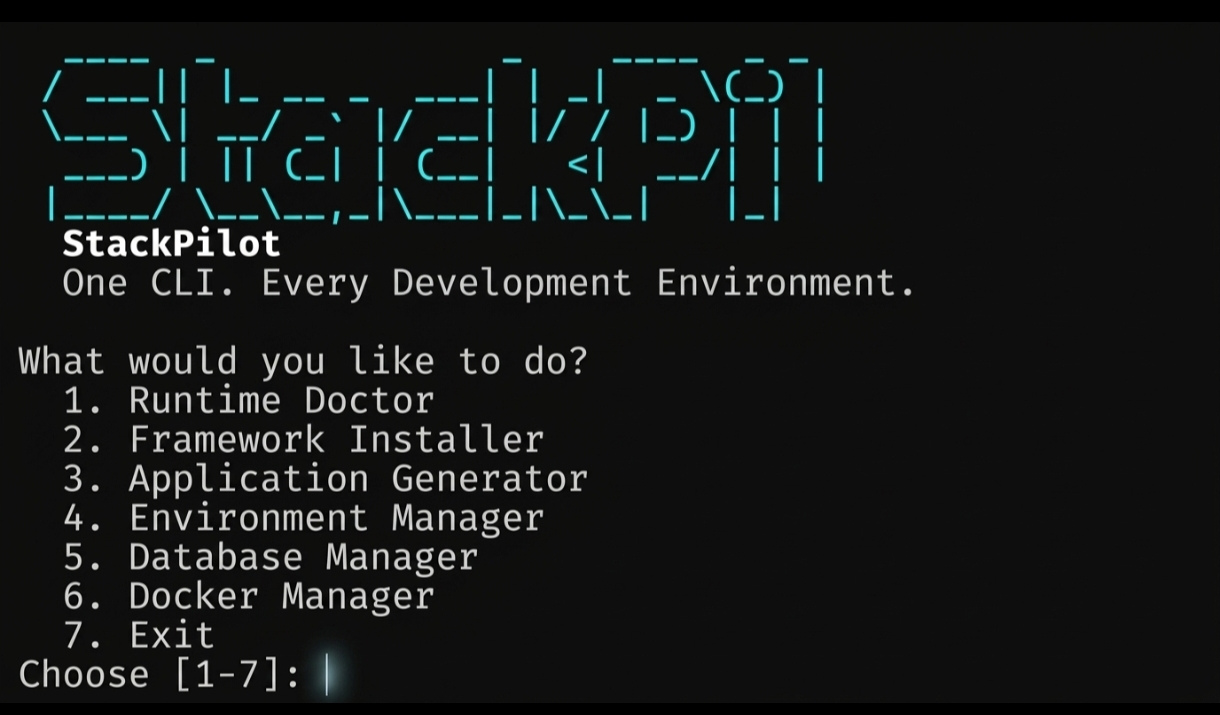 StackPil
StackPilot
One CLI. Every Development Environment.
What would you like to do?
1. Runtime Doctor
2. Framework Installer
3. Application Generator
4. Environment Manager
5. Database Manager
6. Docker Manager
7. Exit
Choose [1-7]: